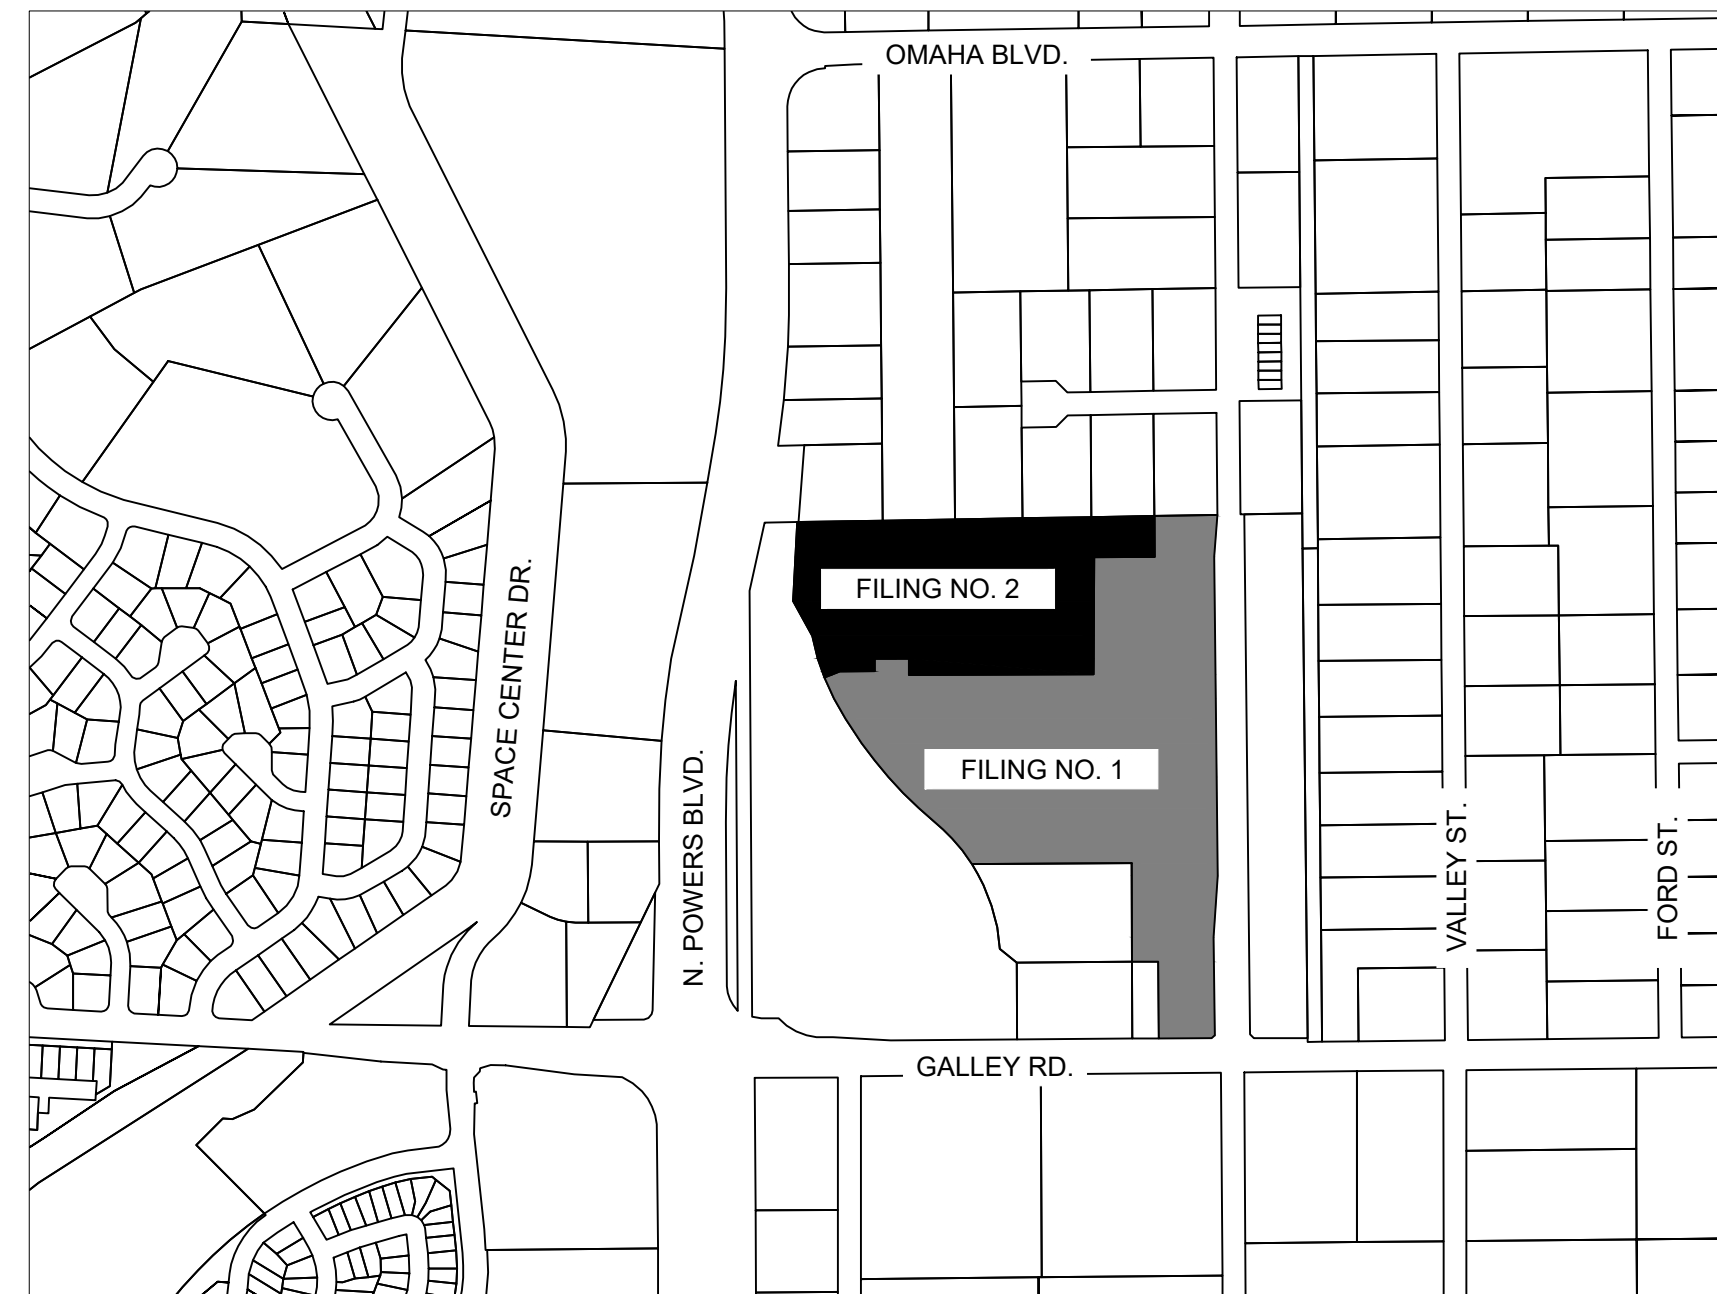 OMAHA BLVD.
FILING NO. 2
SPACE CENTER DR.
FILING NO. 1
N. POWERS BLVD.
VALLEY ST.
FORD ST.
GALLEY RD.